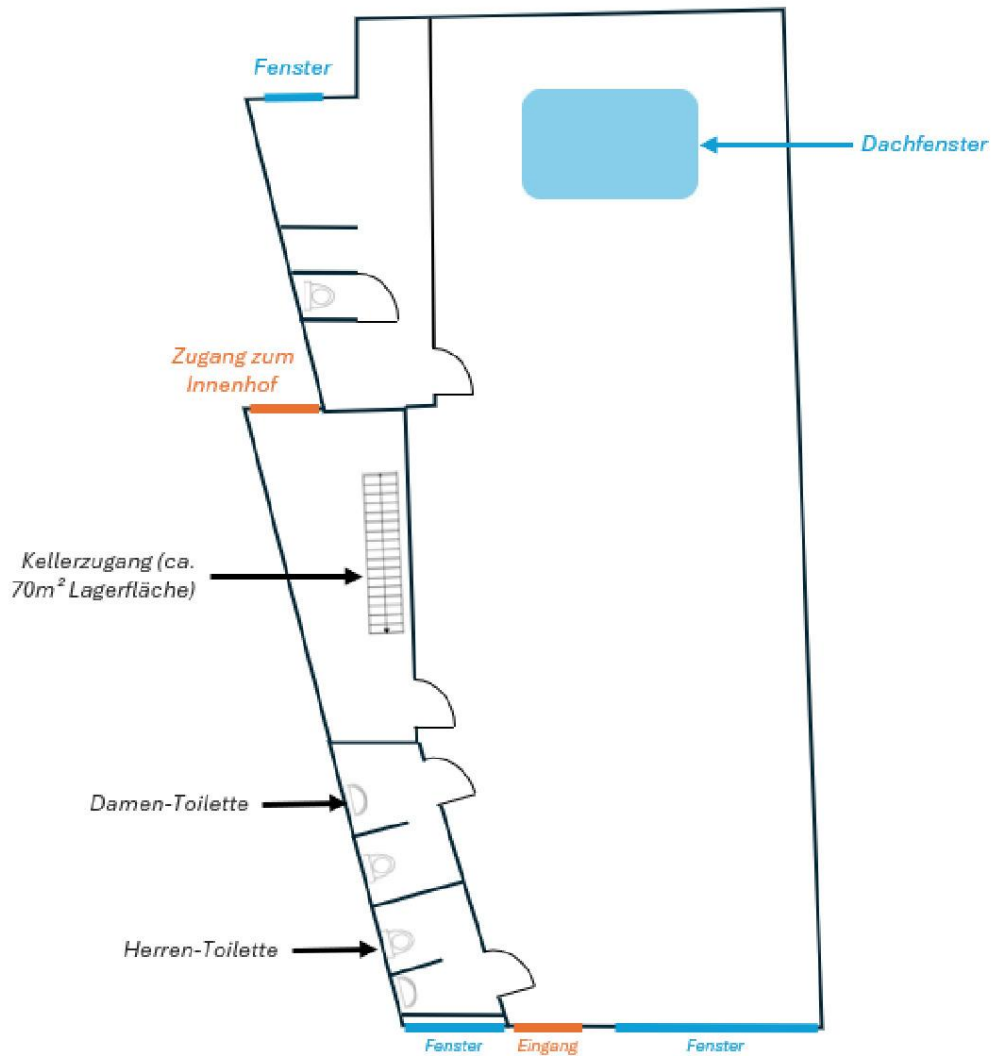 Fenster
Dachfenster
Zugang zum
Innenhof
Kellerzugang (ca.
70m² Lagerfläche)
Damen-Toilette
Herren-Toilette
Fenster
Eingang
Fenster